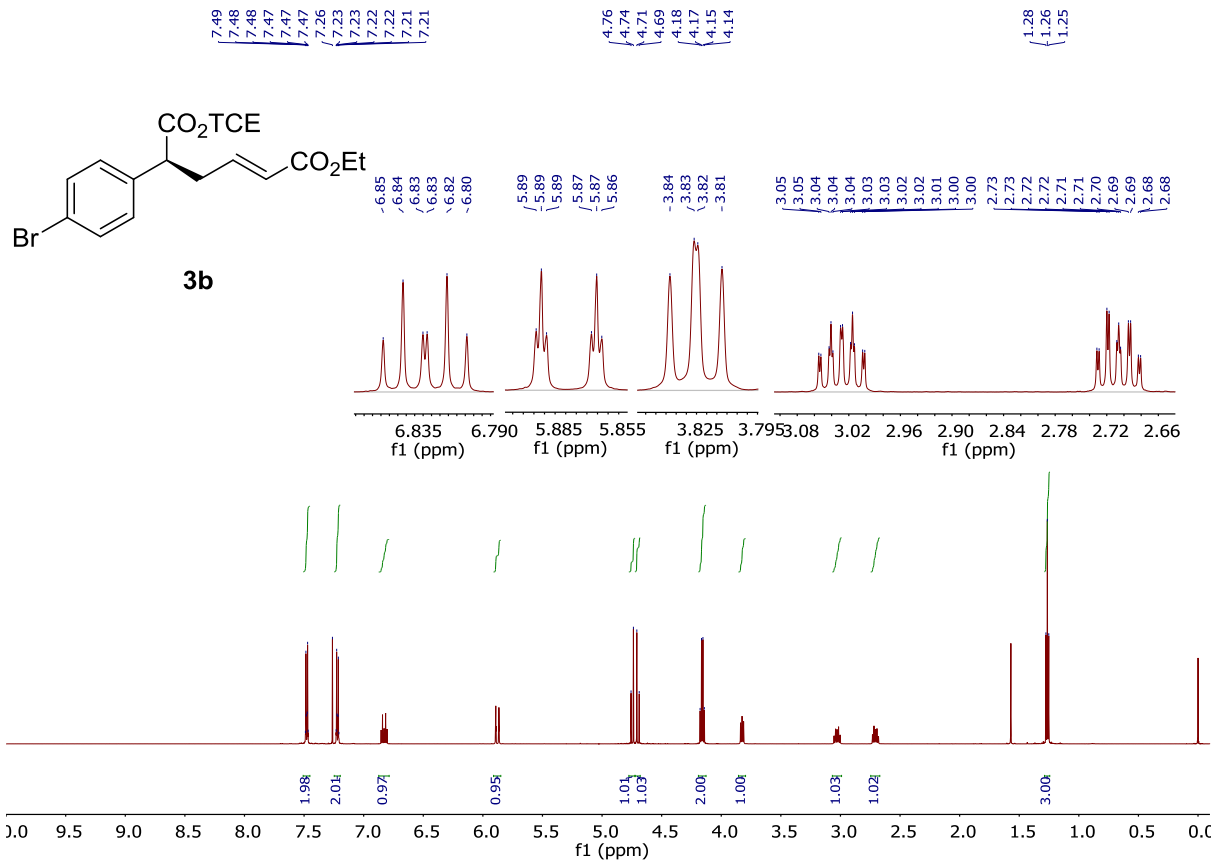 7.49 7.48 7.48 7.47 7.47 7.47 7.26 7.23 7.23 7.22 7.22 7.21 7.21 4.76 4.74 4.71 4.69 4.18 4.17 4.15 4.14 1.28 1.26 1.25
CO2TCE
CO2Et
Br
3b
6.85 6.84 6.83 6.83 6.82 6.80
5.89 5.89 5.89 5.87 5.87 5.86
3.84 3.83 3.82 3.81
3.05 3.05 3.04 3.04 3.04 3.03 3.03 3.02 3.02 3.01 3.00 3.00 2.73 2.73 2.72 2.72 2.71 2.71 2.70 2.69 2.69 2.68 2.68
6.835 6.790
f1 (ppm)
5.885 5.855
f1 (ppm)
3.825 3.795
f1 (ppm)
3.08 3.02 2.96 2.90 2.84 2.78 2.72 2.66
f1 (ppm)
1.98 2.01 0.97 0.95 1.01 1.03 2.00 1.00 1.03 1.02 3.00
9.5 9.0 8.5 8.0 7.5 7.0 6.5 6.0 5.5 5.0 4.5 4.0 3.5 3.0 2.5 2.0 1.5 1.0 0.5
f1 (ppm)